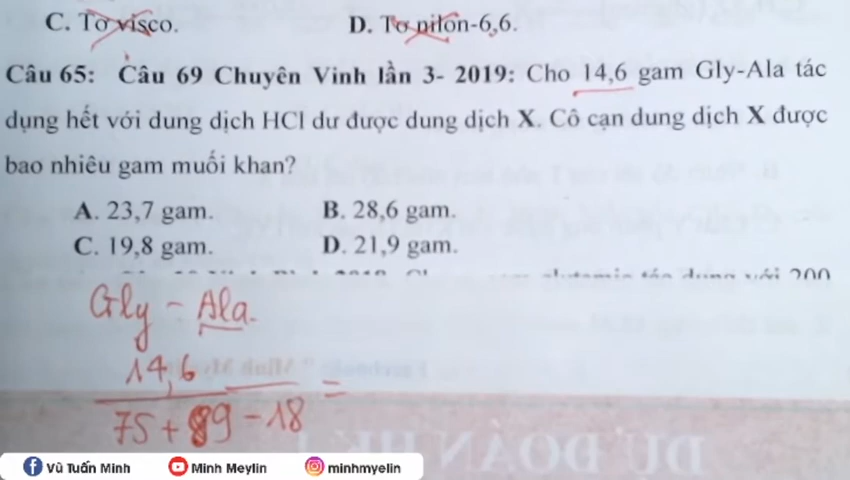 C. Tơ visco. D. Tơ nilon-6,6.
Câu 65: Câu 69 Chuyên Vinh lần 3- 2019: Cho 14,6 gam Gly-Ala tác
dụng hết với dung dịch HCl dư được dung dịch X. Cô cạn dung dịch X được
bao nhiêu gam muối khan?
A. 23,7 gam. B. 28,6 gam.
C. 19,8 gam. D. 21,9 gam.
Gly - Ala.
14,6 =
75 + 89 - 18
DỰ ĐOÁN
Vũ Tuấn Minh Minh Meylin minhmyelin